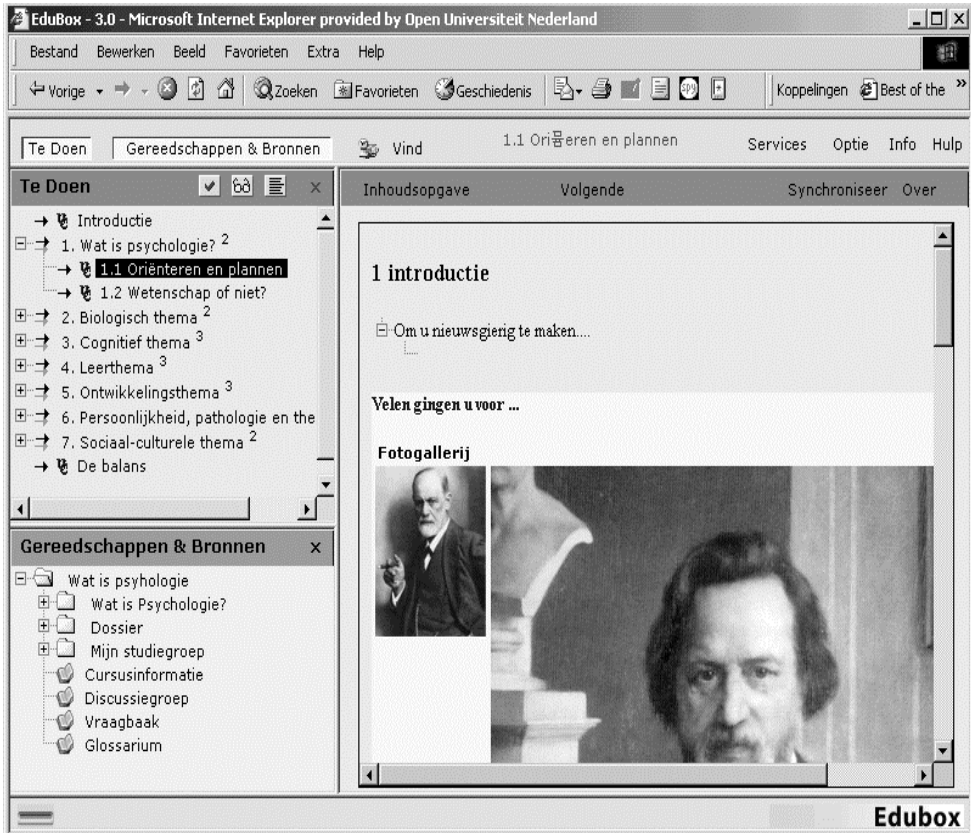 EduBox - 3.0 - Microsoft Internet Explorer provided by Open Universiteit Nederland
Bestand Bewerken Beeld Favorieten Extra Help
Vorige Zoeken Favorieten Geschiedenis Koppelingen Best of the »
Te Doen Gereedschappen & Bronnen Vind 1.1 Ori뮵eren en plannen Services Optie Info Hulp
Te Doen x
Inhoudsopgave Volgende Synchroniseer Over
Introductie
1. Wat is psychologie? 2
1.1 Oriënteren en plannen
1.2 Wetenschap of niet?
2. Biologisch thema 2
3. Cognitief thema 3
4. Leerthema 3
5. Ontwikkelingsthema 3
6. Persoonlijkheid, pathologie en the
7. Sociaal-culturele thema 2
De balans
Gereedschappen & Bronnen x
Wat is psyhologie
Wat is Psychologie?
Dossier
Mijn studiegroep
Cursusinformatie
Discussiegroep
Vraagbaak
Glossarium
1 introductie
Om u nieuwsgierig te maken....
Velen gingen u voor ...
Fotogallerij
Edubox